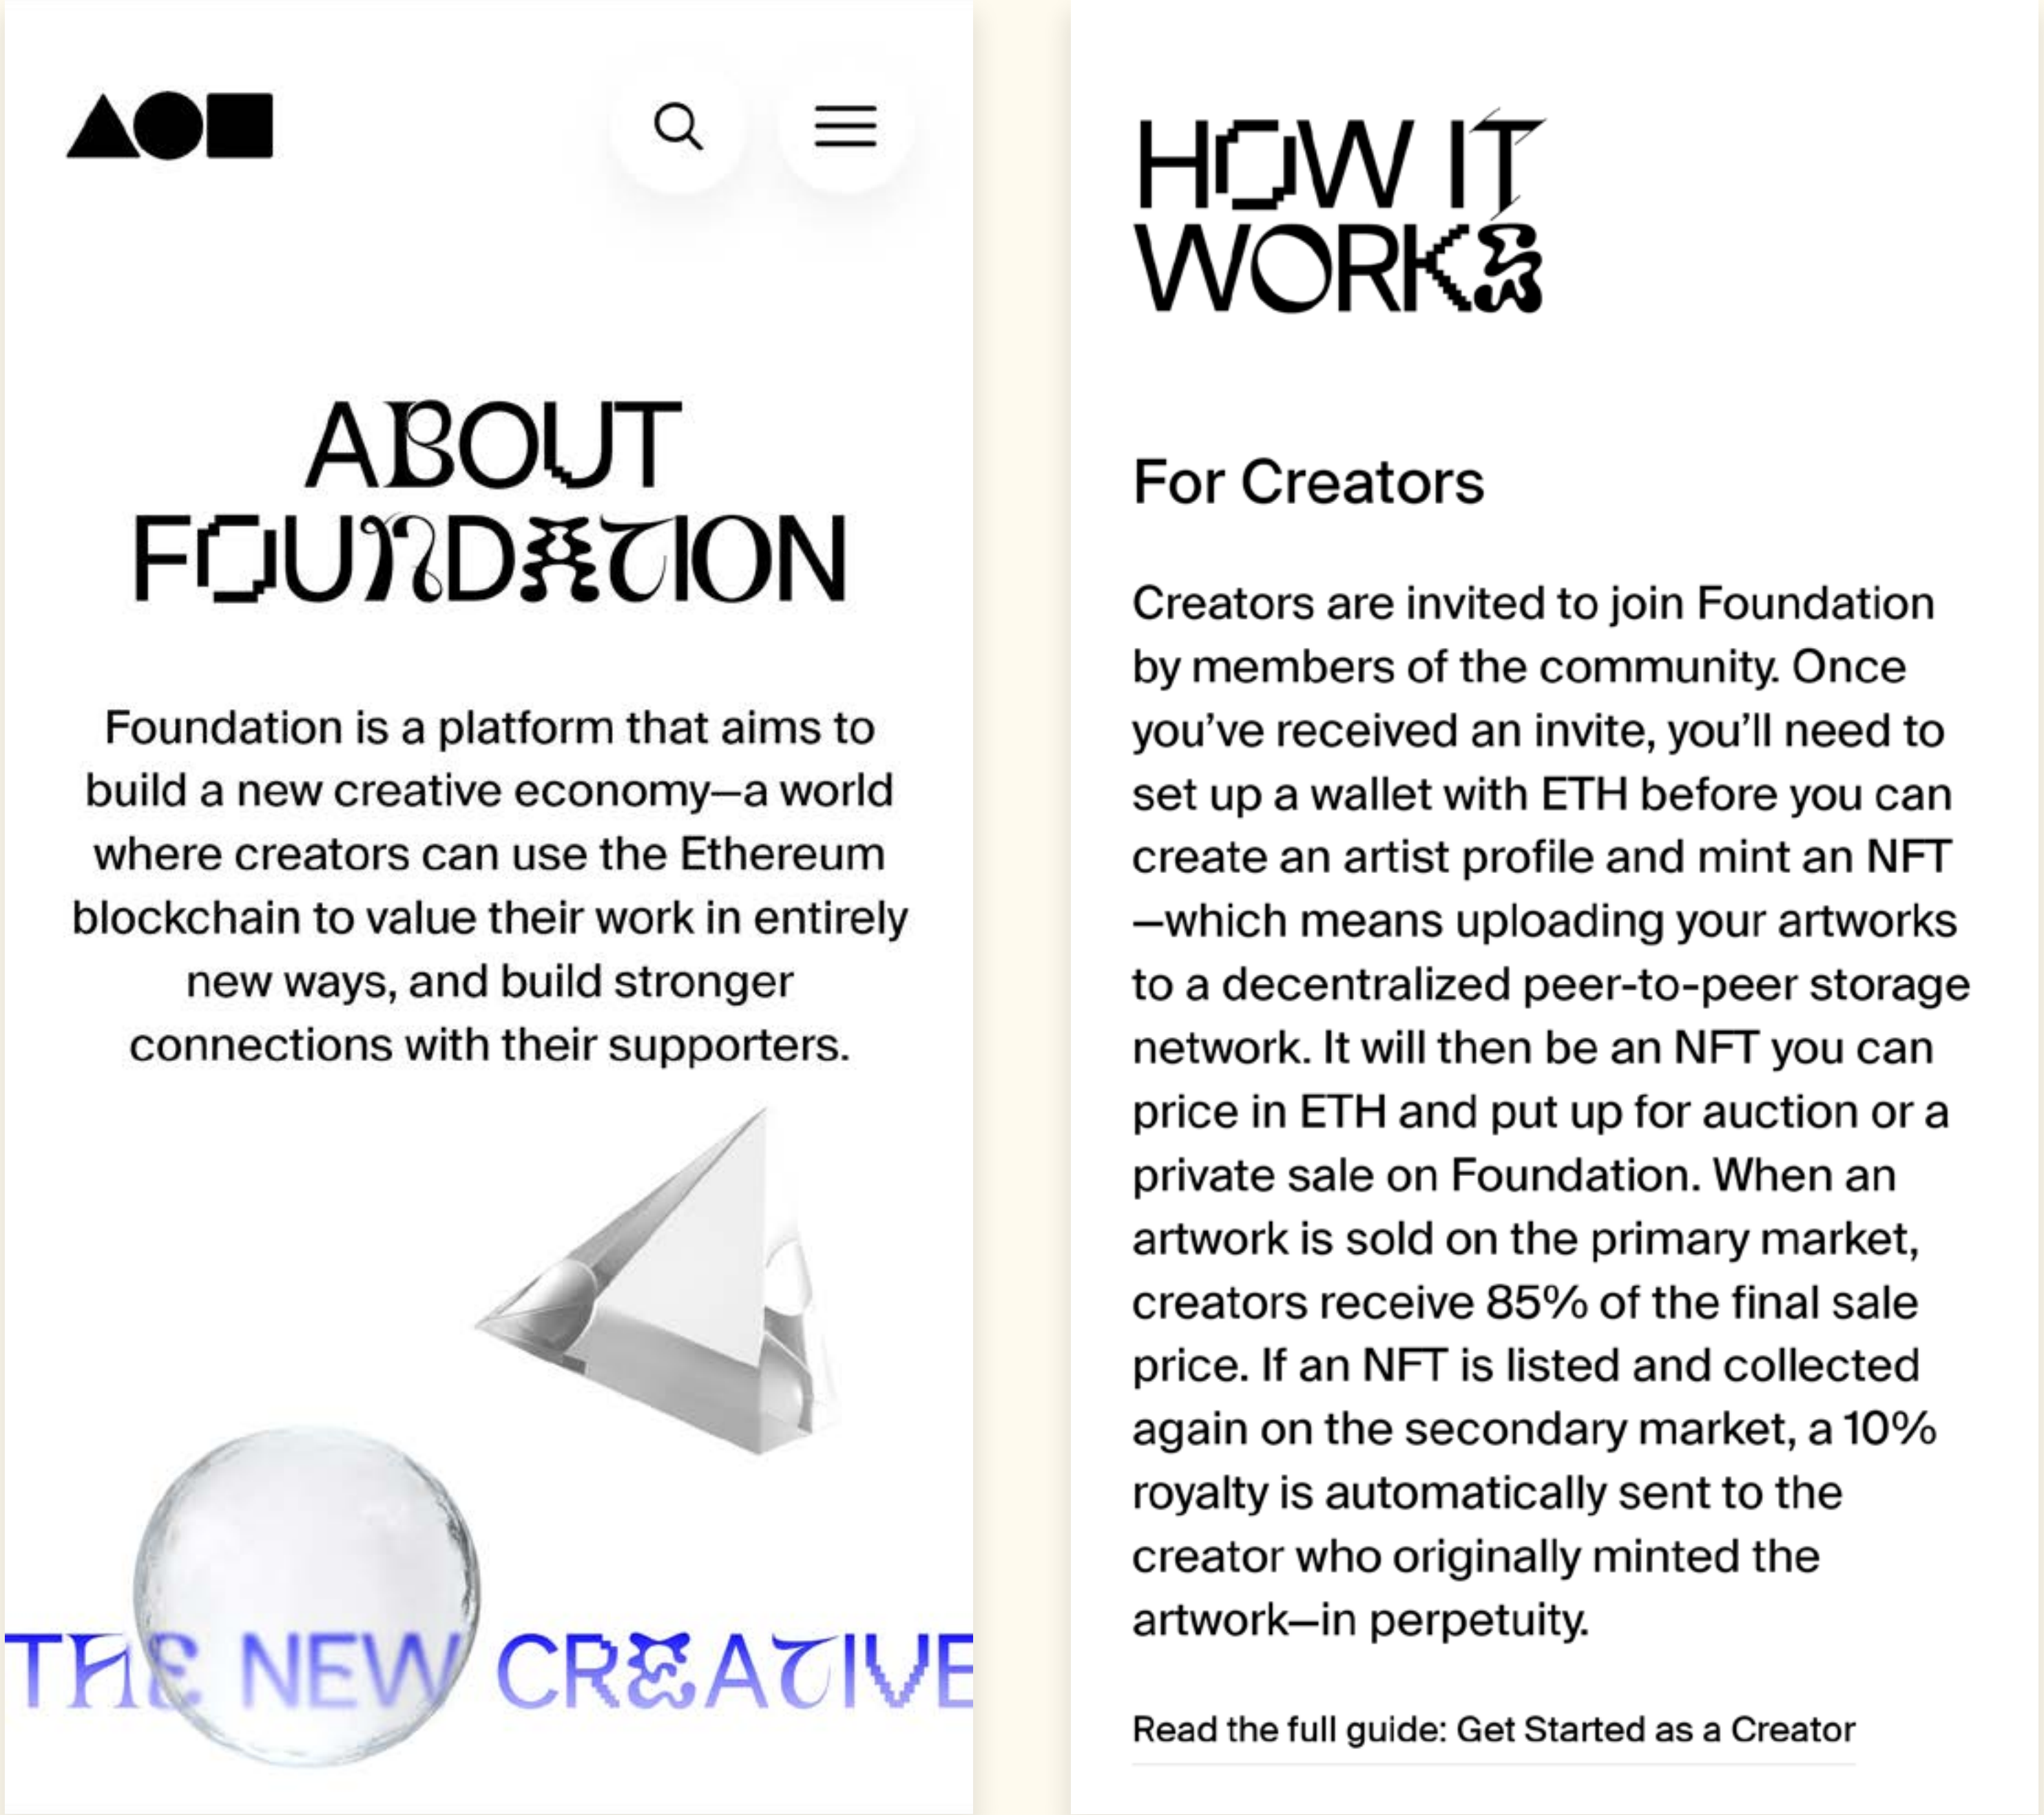 ABOUT
FOUNDATION
Foundation is a platform that aims to
build a new creative economy—a world
where creators can use the Ethereum
blockchain to value their work in entirely
new ways, and build stronger
connections with their supporters.
THE NEW CREATIVE
HOW IT
WORKS
For Creators
Creators are invited to join Foundation
by members of the community. Once
you’ve received an invite, you’ll need to
set up a wallet with ETH before you can
create an artist profile and mint an NFT
—which means uploading your artworks
to a decentralized peer-to-peer storage
network. It will then be an NFT you can
price in ETH and put up for auction or a
private sale on Foundation. When an
artwork is sold on the primary market,
creators receive 85% of the final sale
price. If an NFT is listed and collected
again on the secondary market, a 10%
royalty is automatically sent to the
creator who originally minted the
artwork—in perpetuity.
Read the full guide: Get Started as a Creator